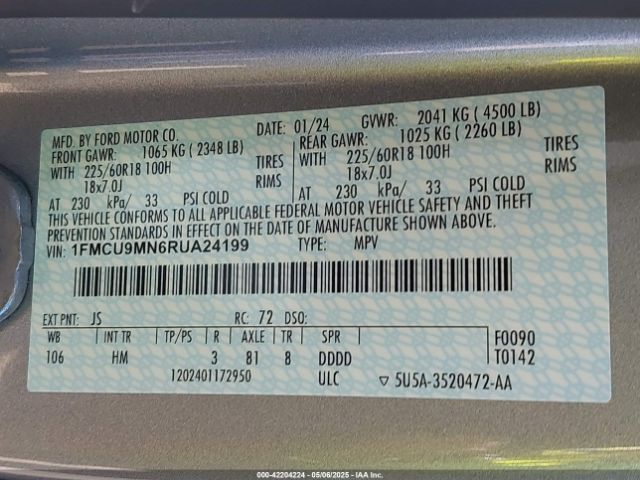 MFD. BY FORD MOTOR CO.
DATE: 01/24 GVWR: 2041 KG ( 4500 LB)
FRONT GAWR: 1065 KG ( 2348 LB) REAR GAWR: 1025 KG ( 2260 LB)
WITH 225/60R18 100H TIRES WITH 225/60R18 100H TIRES
18x7.0J RIMS 18x7.0J RIMS
AT 230 kPa/ 33 PSI COLD AT 230 kPa/ 33 PSI COLD
THIS VEHICLE CONFORMS TO ALL APPLICABLE FEDERAL MOTOR VEHICLE SAFETY AND THEFT
PREVENTION STANDARDS IN EFFECT ON THE DATE OF MANUFACTURE SHOWN ABOVE.
VIN: 1FMCU9MN6RUA24199 TYPE: MPV
EXT PNT: JS RC: 72 DSO:
WB INT TR TP/PS R AXLE TR SPR F0090
106 HM 3 81 8 DDDD T0142
1202401172950 ULC ▽ 5U5A-3520472-AA
000-42204224 - 05/06/2025 - IAA Inc.